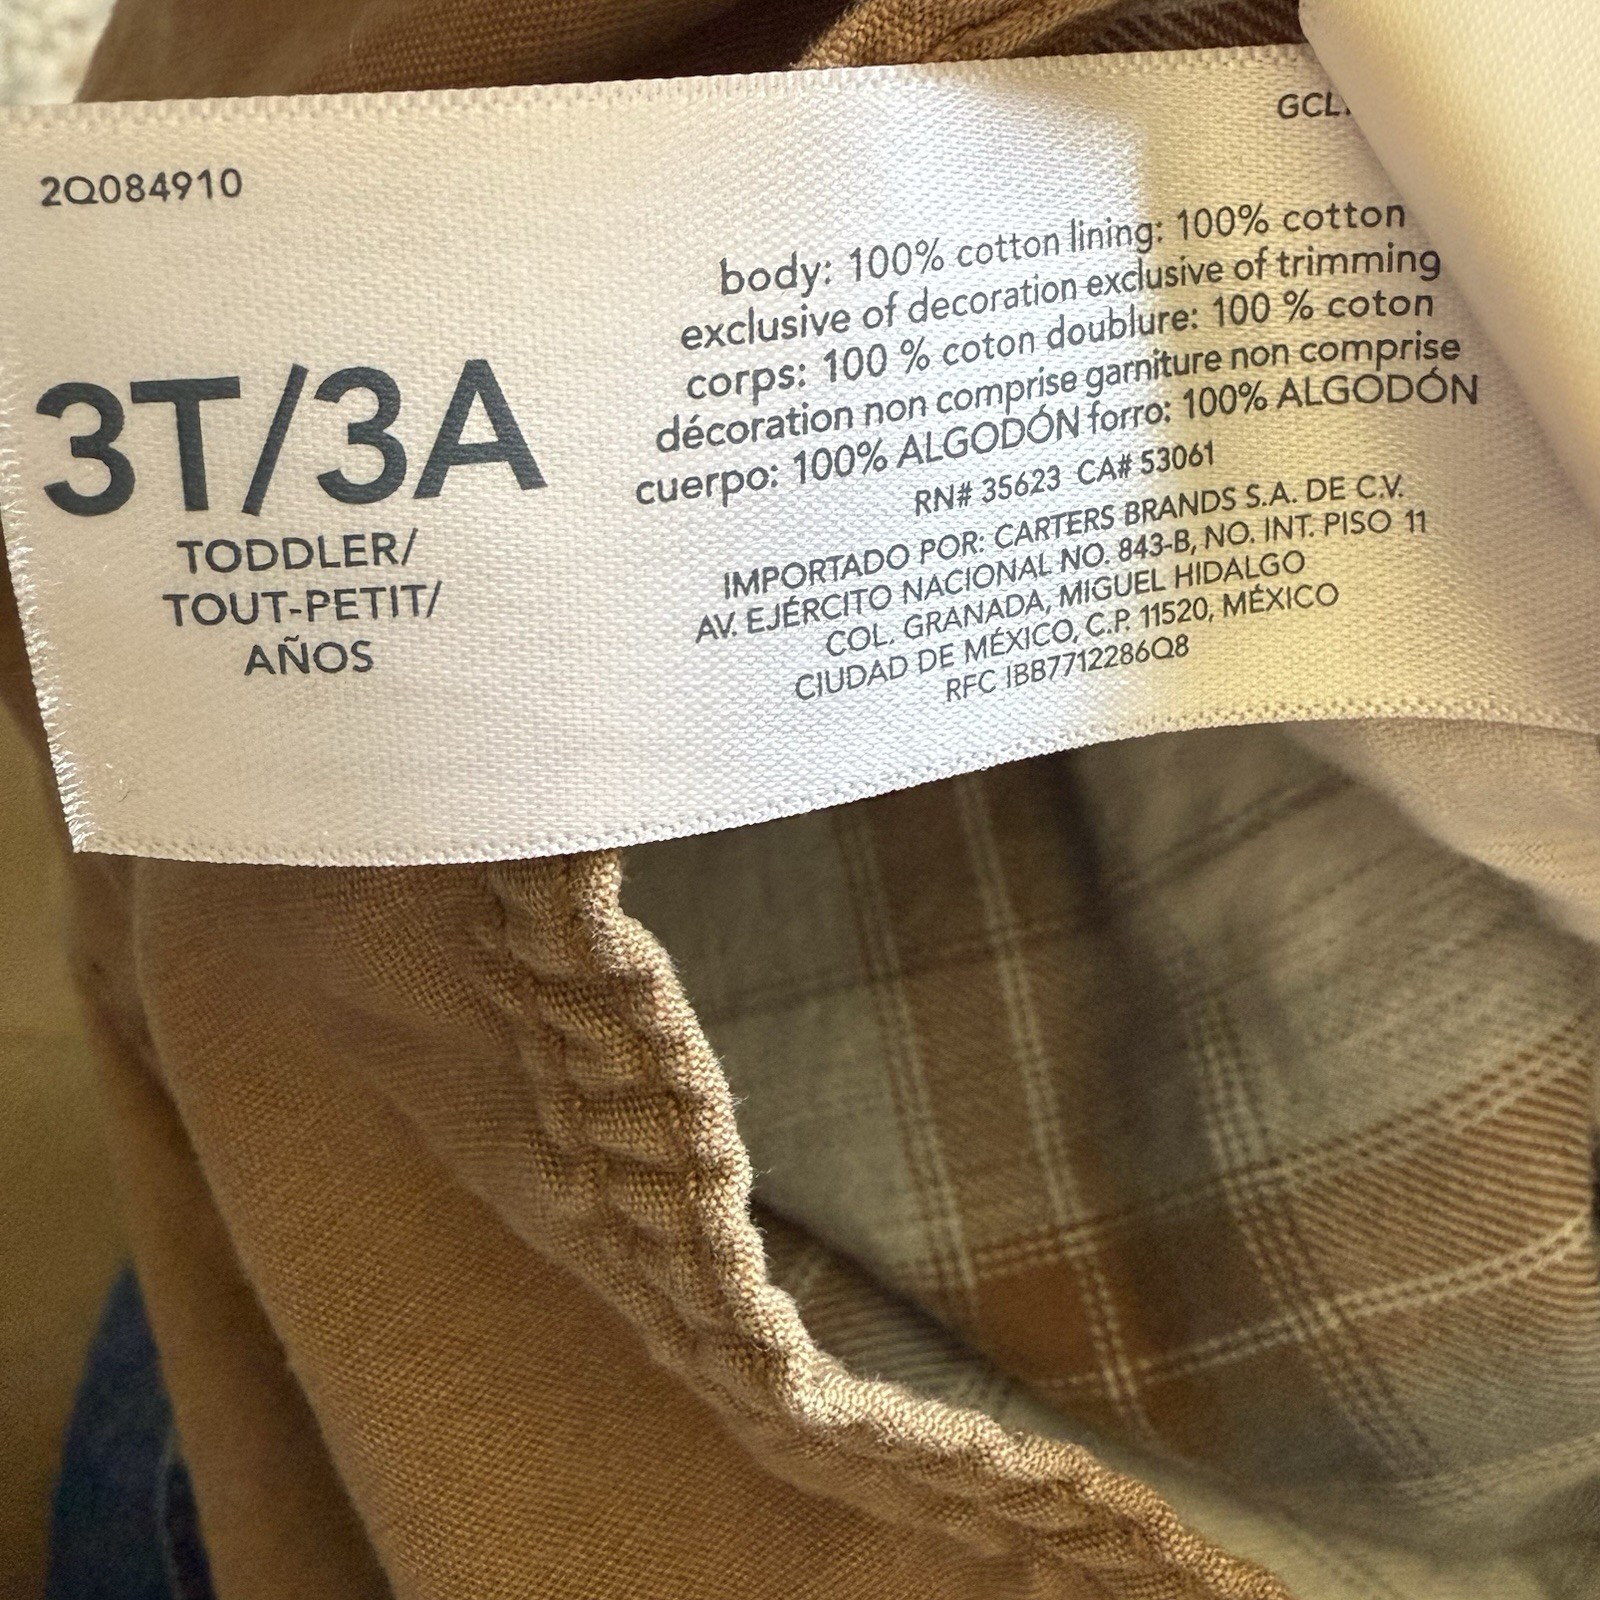 2Q084910
3T/3A
TODDLER/
TOUT-PETIT/
AÑOS
body: 100% cotton lining: 100% cotton
exclusive of decoration exclusive of trimming
corps: 100 % coton doublure: 100 % coton
décoration non comprise garniture non comprise
cuerpo: 100% ALGODÓN forro: 100% ALGODÓN
RN# 35623 CA# 53061
IMPORTADO POR: CARTERS BRANDS S.A. DE C.V.
AV. EJÉRCITO NACIONAL NO. 843-B, NO. INT. PISO 11
COL. GRANADA, MIGUEL HIDALGO
CIUDAD DE MÉXICO, C.P. 11520, MÉXICO
RFC IBB7712286Q8